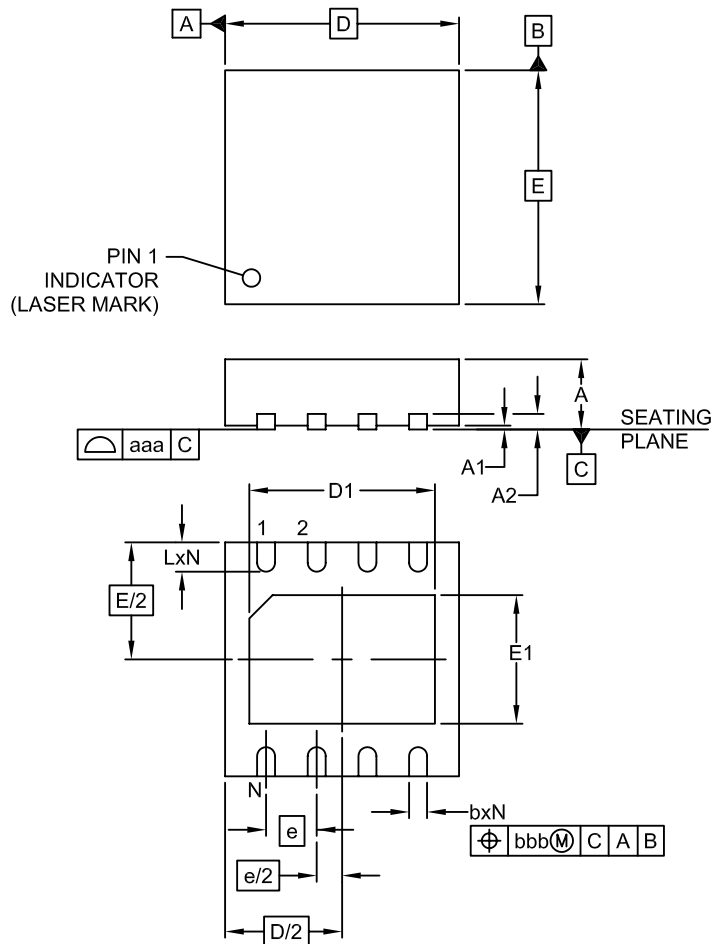 A
D
B
E
PIN 1
INDICATOR
(LASER MARK)
A
SEATING
PLANE
aaa C
A1
A2
C
D1
1 2
LxN
E/2
E1
N
bxN
e
bbbⓂ C A B
e/2
D/2